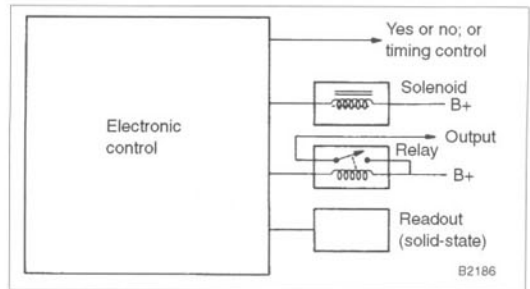 Yes or no; or
timing control
Solenoid
B+
Electronic
control
Output
Relay
B+
Readout
(solid-state)
B2186